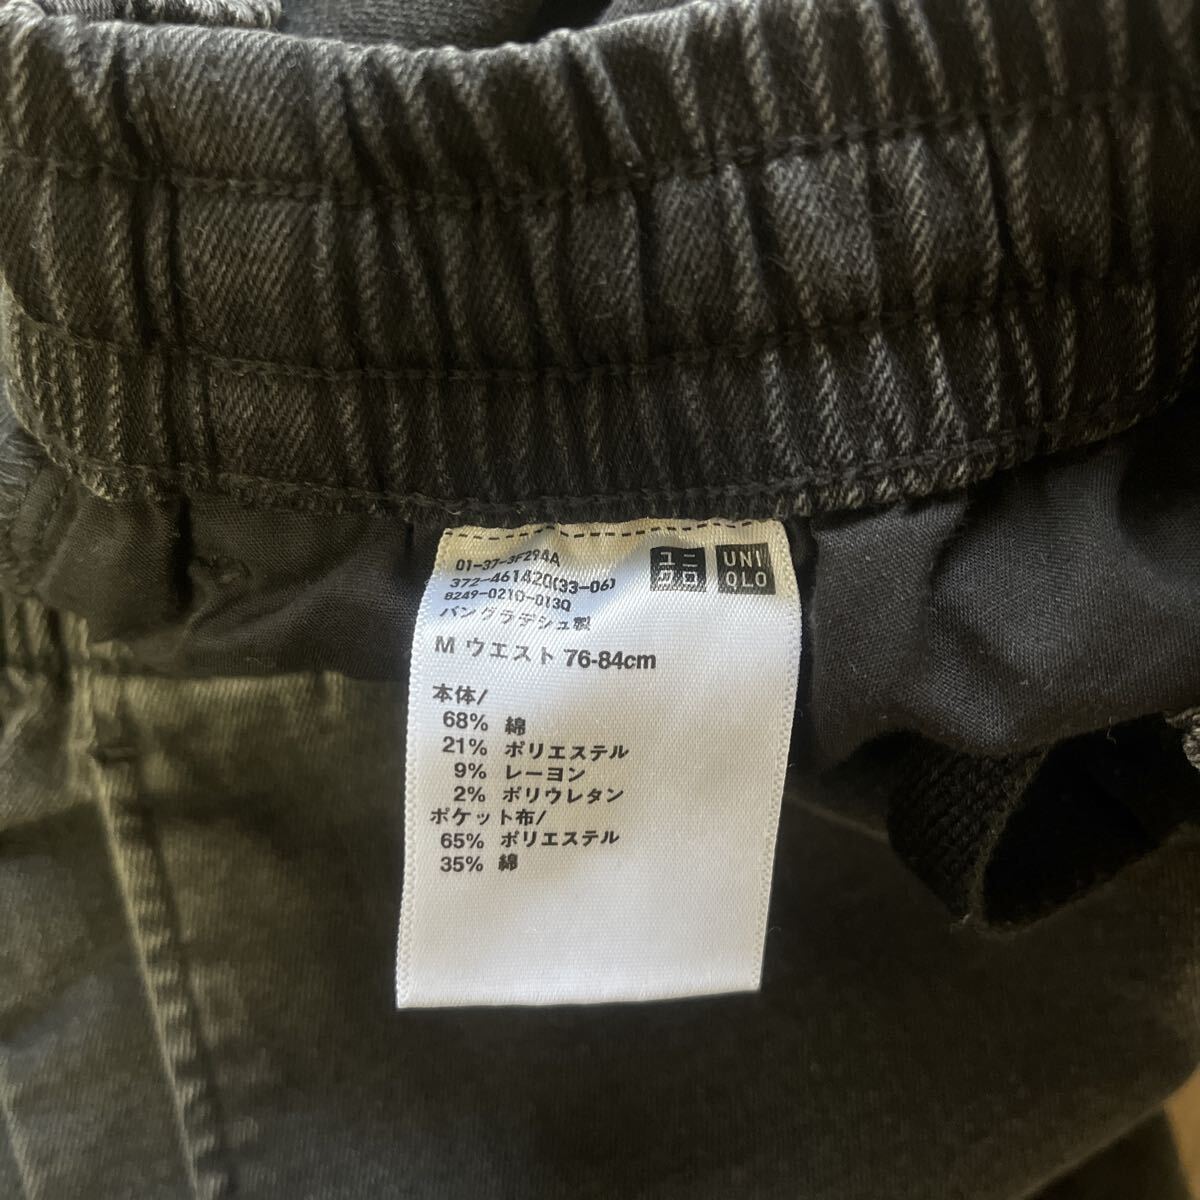 01-37-3F294A
372-461420(33-06)
8249-0210-013Q
バングラデシュ製
ユニ
クロ
UNI
QLO
M ウエスト 76-84cm
本体/
68% 綿
21% ポリエステル
9% レーヨン
2% ポリウレタン
ポケット布/
65% ポリエステル
35% 綿